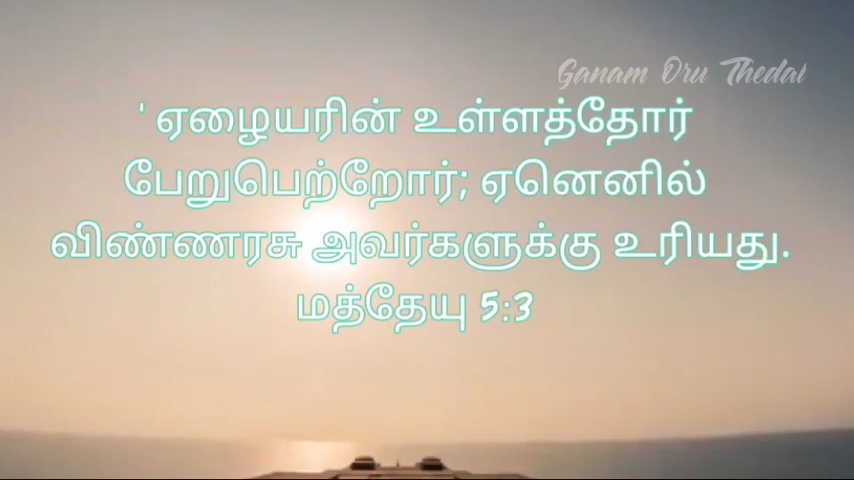 Ganam Oru Thedal
' ஏழையரின் உள்ளத்தோர்
பேறுபெற்றோர்; ஏனெனில்
விண்ணரசு அவர்களுக்கு உரியது.
மத்தேயு 5:3